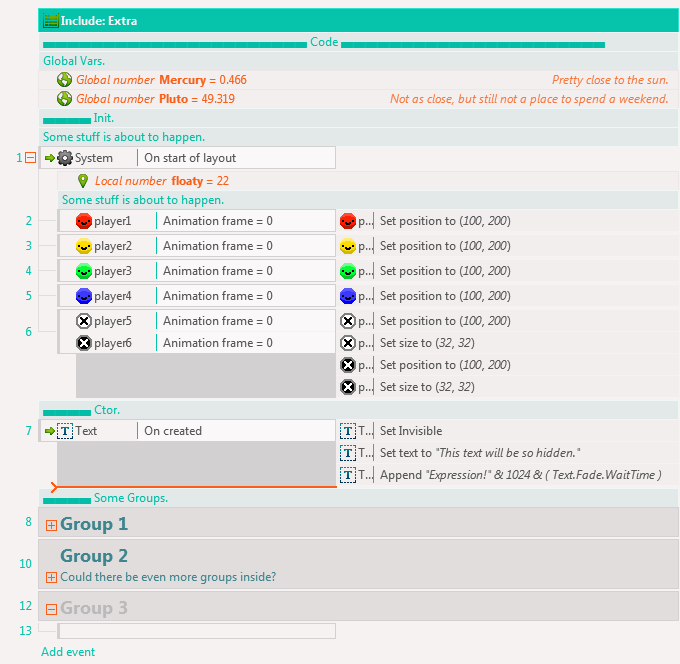 Include: Extra
Code
Global Vars.
Global number Mercury = 0.466 Pretty close to the sun.
Global number Pluto = 49.319 Not as close, but still not a place to spend a weekend.
Init.
Some stuff is about to happen.
1 System On start of layout
Local number floaty = 22
Some stuff is about to happen.
2 player1 Animation frame = 0 p... Set position to (100, 200)
3 player2 Animation frame = 0 p... Set position to (100, 200)
4 player3 Animation frame = 0 p... Set position to (100, 200)
5 player4 Animation frame = 0 p... Set position to (100, 200)
6 player5 Animation frame = 0 p... Set position to (100, 200)
player6 Animation frame = 0 p... Set size to (32, 32)
p... Set position to (100, 200)
p... Set size to (32, 32)
Ctor.
7 T Text On created T T... Set Invisible
T T... Set text to "This text will be so hidden."
T T... Append "Expression!" & 1024 & ( Text.Fade.WaitTime )
Some Groups.
8 Group 1
10 Group 2
Could there be even more groups inside?
12 Group 3
13
Add event